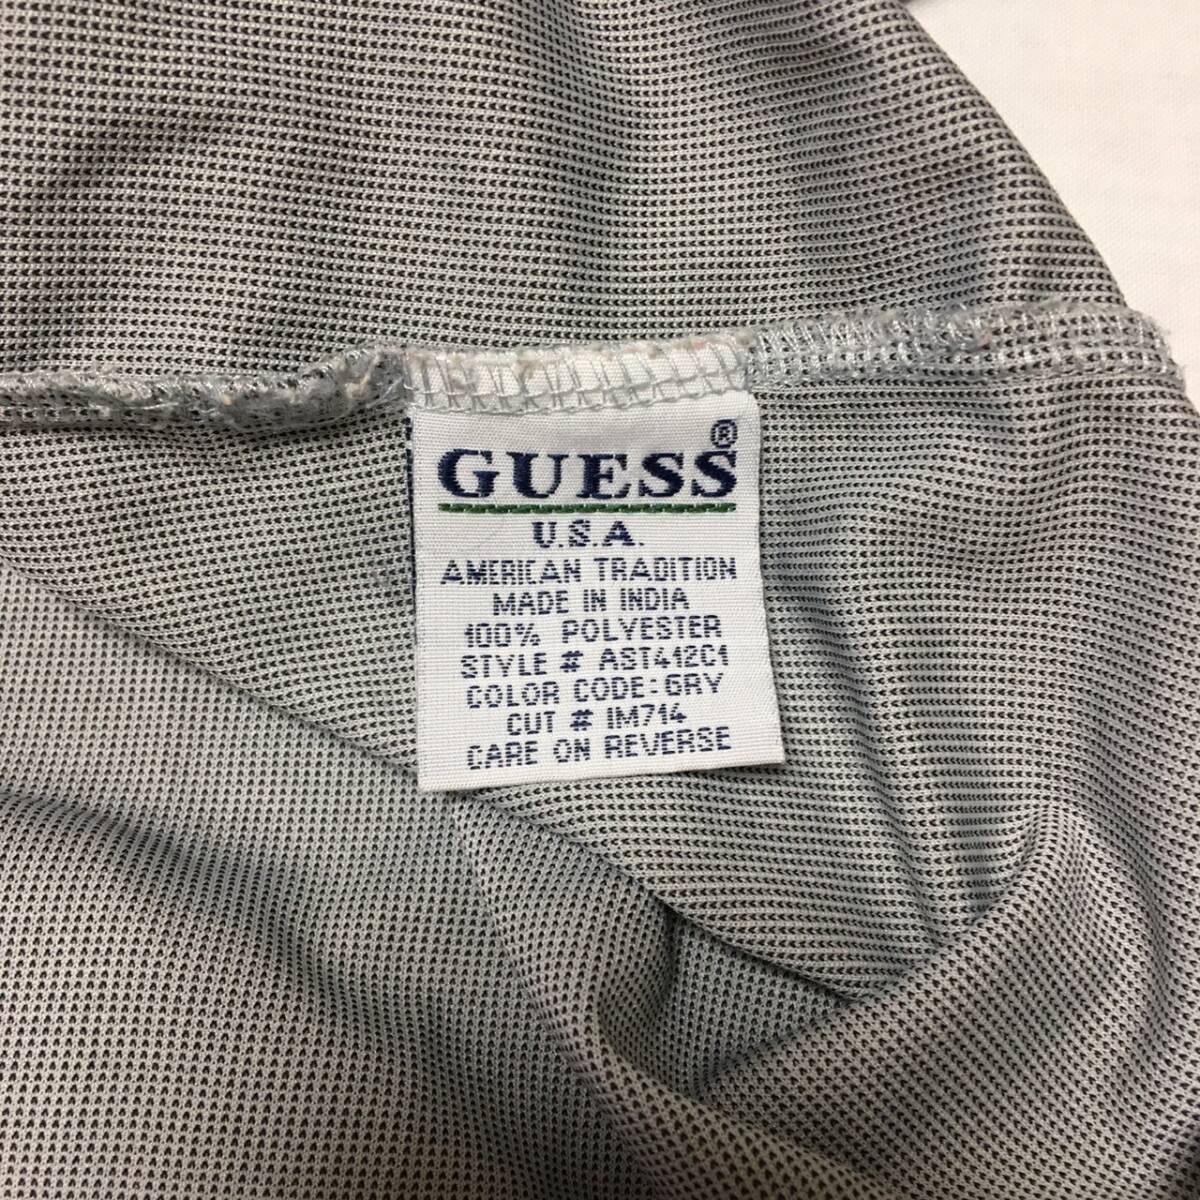 GUESS®
U.S.A.
AMERICAN TRADITION
MADE IN INDIA
100% POLYESTER
STYLE # AST412C1
COLOR CODE: GRY
CUT # IM714
CARE ON REVERSE